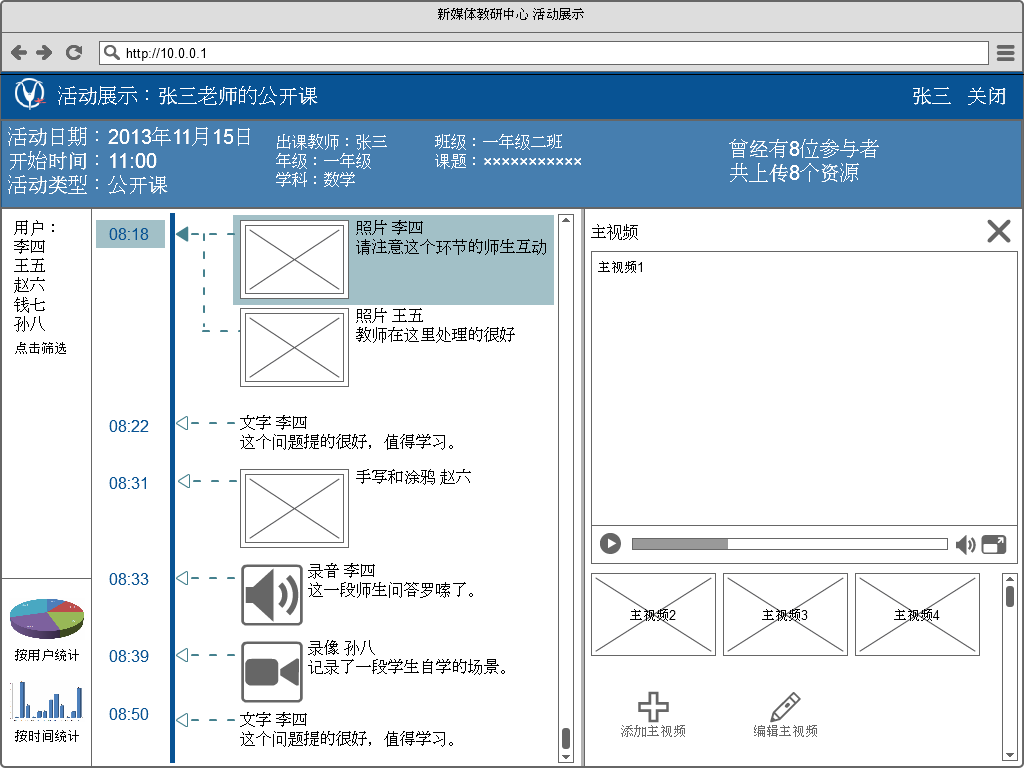 新媒体教研中心 活动展示
http://10.0.0.1
活动展示：张三老师的公开课
张三 关闭
活动日期：2013年11月15日
开始时间：11:00
活动类型：公开课
出课教师：张三
年级：一年级
学科：数学
班级：一年级二班
课题：×××××××××××
曾经有8位参与者
共上传8个资源
用户：
李四
王五
赵六
钱七
孙八
点击筛选
按用户统计
按时间统计
08:18
照片 李四
请注意这个环节的师生互动
照片 王五
教师在这里处理的很好
08:22
文字 李四
这个问题提的很好，值得学习。
08:31
手写和涂鸦 赵六
08:33
录音 李四
这一段师生问答罗嗦了。
08:39
录像 孙八
记录了一段学生自学的场景。
08:50
文字 李四
这个问题提的很好，值得学习。
主视频
主视频1
主视频2
主视频3
主视频4
添加主视频
编辑主视频